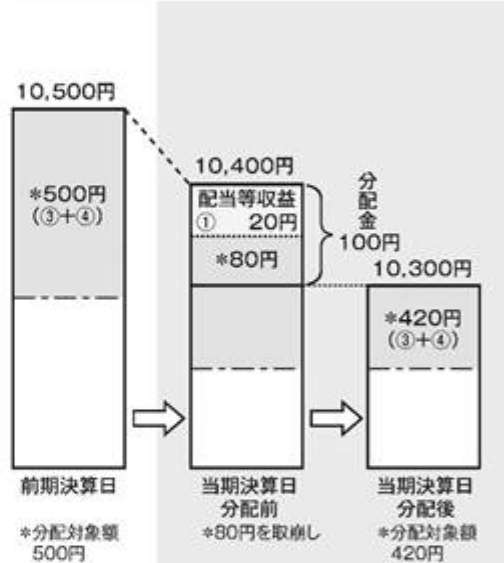 10,500円
*500円
(③+④)
前期決算日
*分配対象額
500円
10,400円
配当等収益
① 20円
*80円
分配金
100円
当期決算日
分配前
*80円を取崩し
10,300円
*420円
(③+④)
当期決算日
分配後
*分配対象額
420円